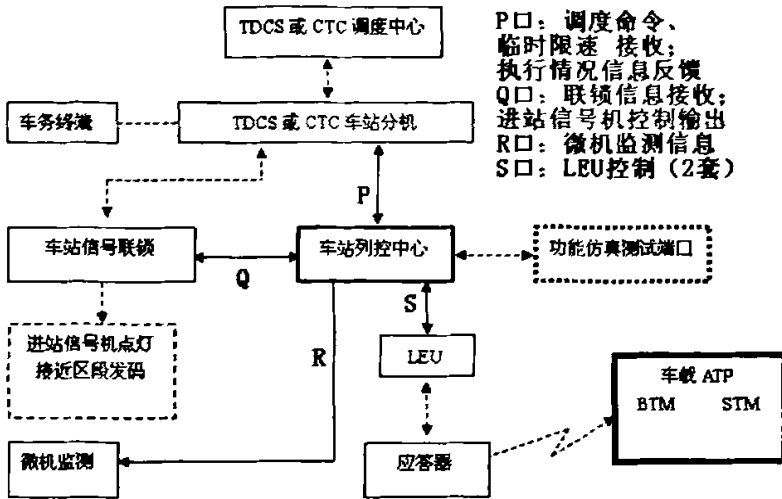 TDCS 或 CTC 调度中心
P口：调度命令、
临时限速 接收；
执行情况信息反馈
Q口：联锁信息接收；
进站信号机控制输出
R口：微机监测信息
S口：LEU控制（2套）
车务终端
TDCS 或 CTC 车站分机
P
车站信号联锁
Q
车站列控中心
功能仿真测试端口
S
进站信号机点灯
接近区段发码
R
LEU
车载 ATP
BTM STM
微机监测
应答器